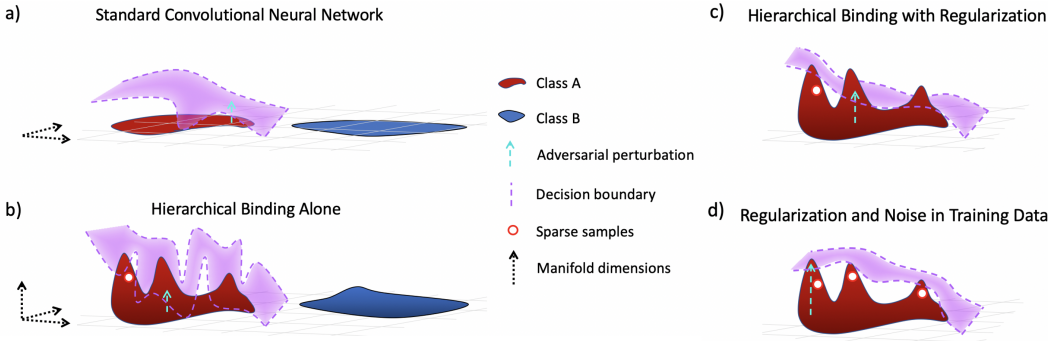 a)
Standard Convolutional Neural Network
b)
Hierarchical Binding Alone
Class A
Class B
Adversarial perturbation
Decision boundary
Sparse samples
Manifold dimensions
c)
Hierarchical Binding with Regularization
d)
Regularization and Noise in Training Data